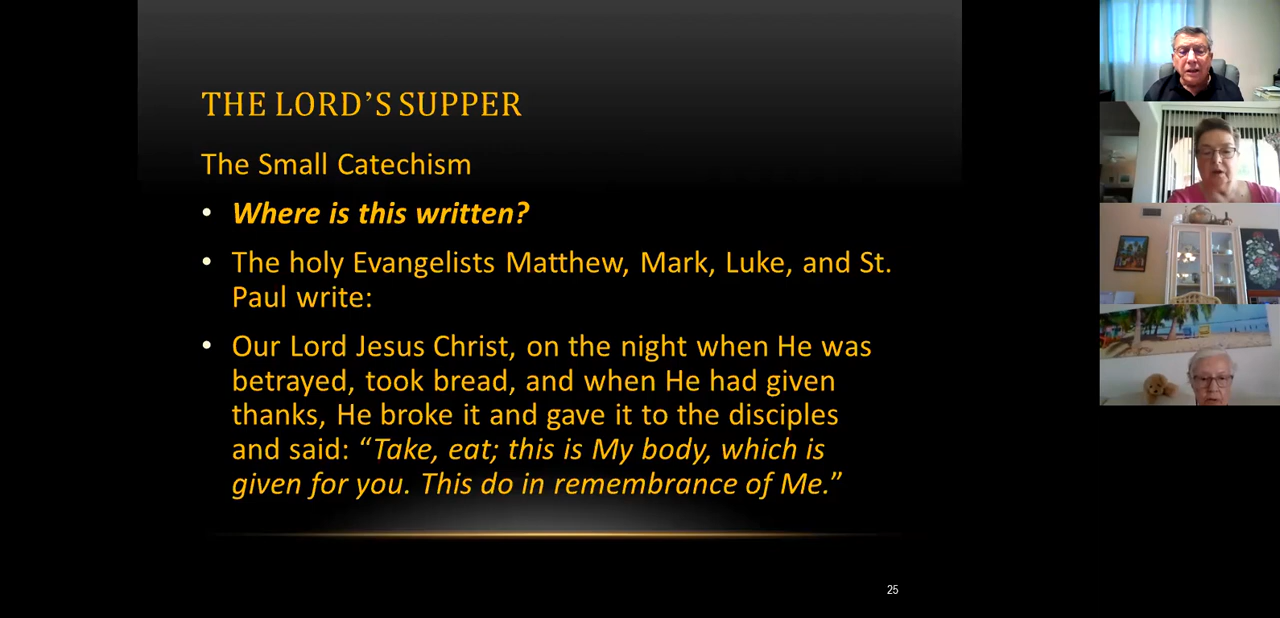 THE LORD’S SUPPER
The Small Catechism
• Where is this written?
• The holy Evangelists Matthew, Mark, Luke, and St.
Paul write:
• Our Lord Jesus Christ, on the night when He was
betrayed, took bread, and when He had given
thanks, He broke it and gave it to the disciples
and said: “Take, eat; this is My body, which is
given for you. This do in remembrance of Me.”
25